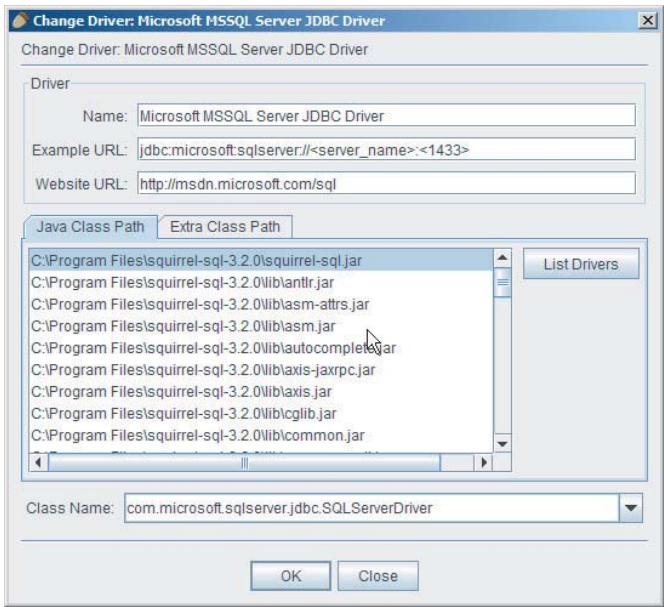 Change Driver: Microsoft MSSQL Server JDBC Driver
Change Driver: Microsoft MSSQL Server JDBC Driver
Driver
Name: Microsoft MSSQL Server JDBC Driver
Example URL: jdbc:microsoft:sqlserver://<server_name>:<1433>
Website URL: http://msdn.microsoft.com/sql
Java Class Path Extra Class Path
C:\Program Files\squirrel-sql-3.2.0\squirrel-sql.jar
List Drivers
C:\Program Files\squirrel-sql-3.2.0\lib\antlr.jar
C:\Program Files\squirrel-sql-3.2.0\lib\asm-attrs.jar
C:\Program Files\squirrel-sql-3.2.0\lib\asm.jar
C:\Program Files\squirrel-sql-3.2.0\lib\autocomplete.jar
C:\Program Files\squirrel-sql-3.2.0\lib\axis-jaxrpc.jar
C:\Program Files\squirrel-sql-3.2.0\lib\axis.jar
C:\Program Files\squirrel-sql-3.2.0\lib\cglib.jar
C:\Program Files\squirrel-sql-3.2.0\lib\common.jar
Class Name: com.microsoft.sqlserver.jdbc.SQLServerDriver
OK Close